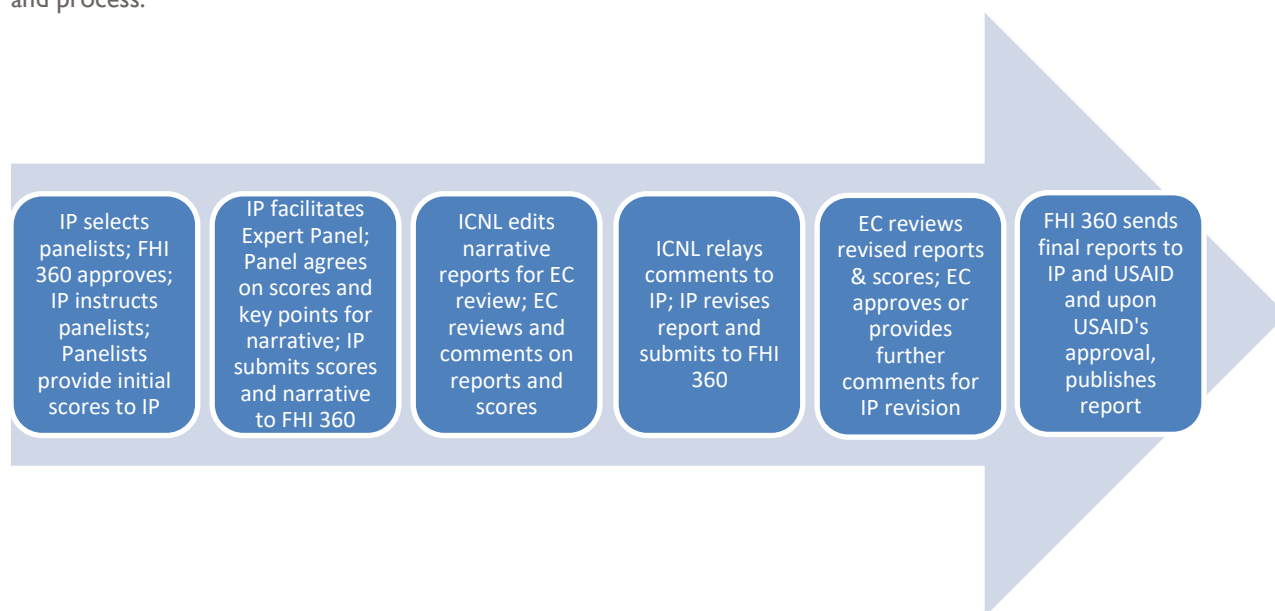 and process.
IP selects
panelists; FHI
360 approves;
IP instructs
panelists;
Panelists
provide initial
scores to IP
IP facilitates
Expert Panel;
Panel agrees
on scores and
key points for
narrative; IP
submits scores
and narrative
to FHI 360
ICNL edits
narrative
reports for EC
review; EC
reviews and
comments on
reports and
scores
ICNL relays
comments to
IP; IP revises
report and
submits to FHI
360
EC reviews
revised reports
& scores; EC
approves or
provides
further
comments for
IP revision
FHI 360 sends
final reports to
IP and USAID
and upon
USAID's
approval,
publishes
report